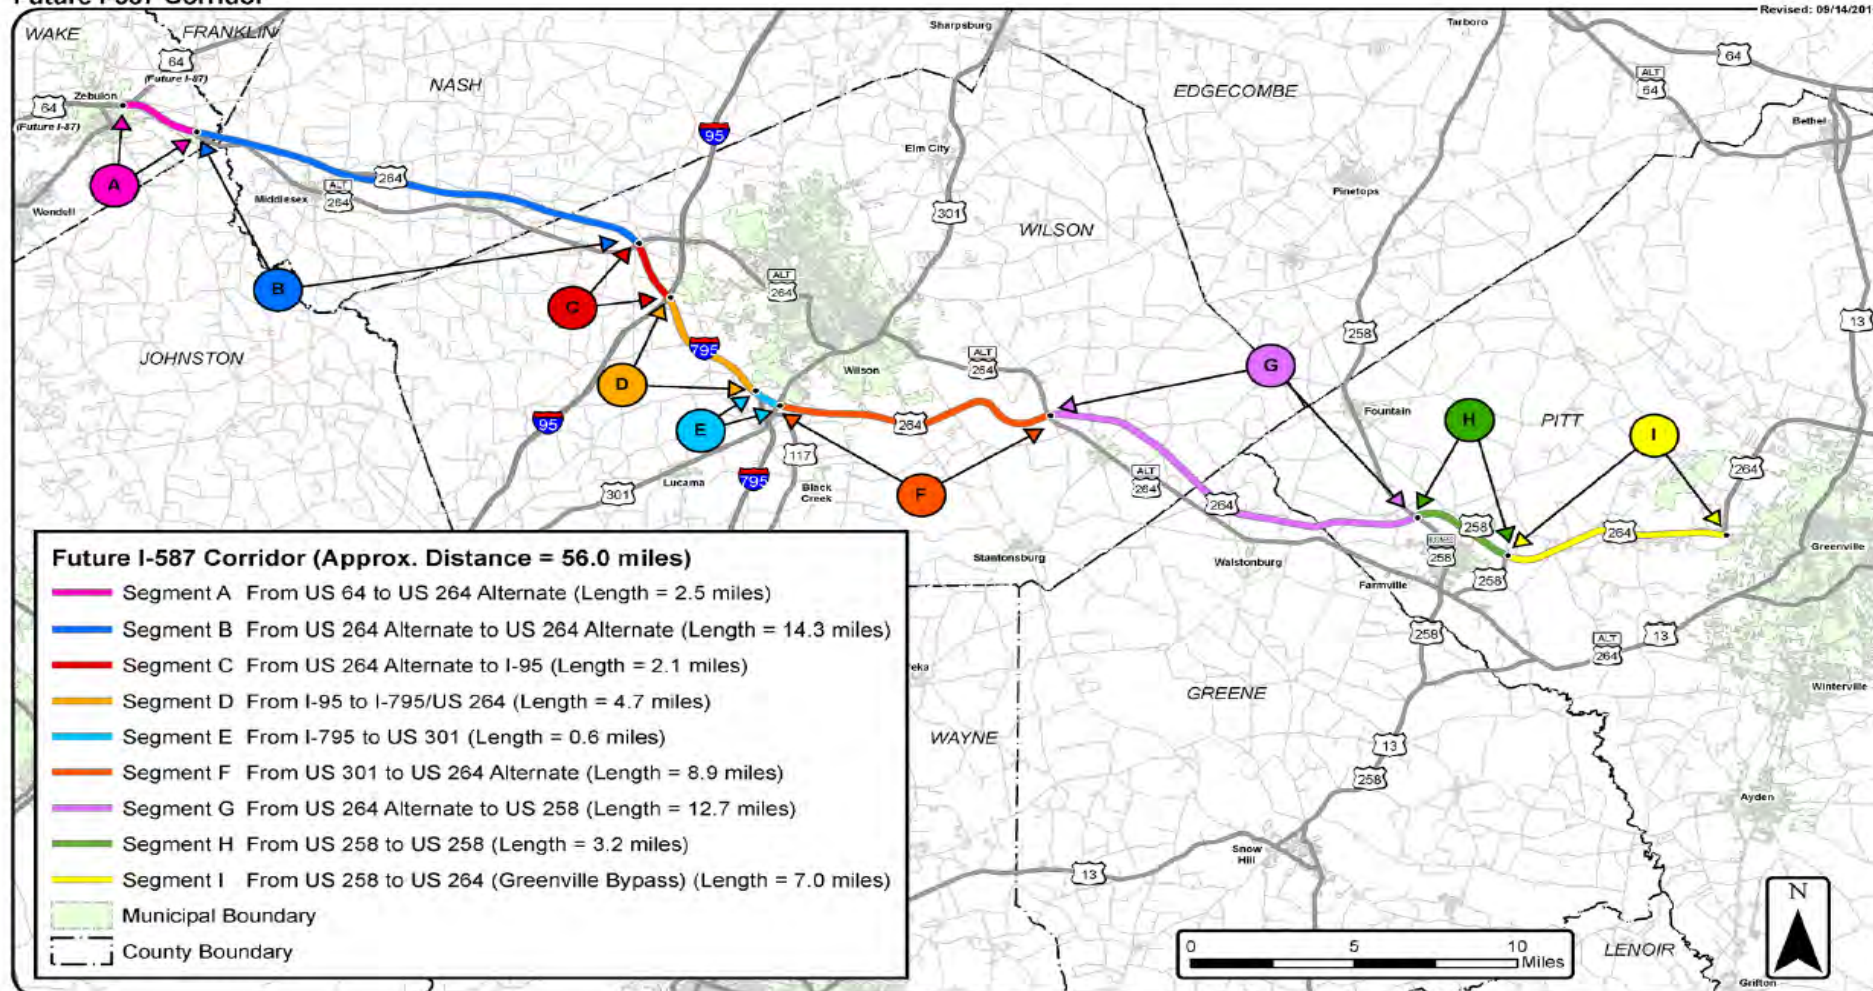 Future I-587 Corridor
Revised: 09/14/201
WAKE
FRANKLIN
Sharpsburg
Tarboro
64
(Future I-87)
NASH
EDGECOMBE
64
ALT
64
Zebulon
64
(Future I-87)
95
Bethel
Elm City
A
264
ALT
264
Middlesex
Pinetops
Wendell
301
WILSON
B
ALT
264
C
13
JOHNSTON
795
258
Wilson
ALT
264
G
D
Fountain
H
PITT
I
95
E
264
117
264
795
ALT
264
Lucama
Black
Creek
F
301
264
258
264
BUSINESS
258
Stantonsburg
Walstonburg
Greenville
Farmville
258
Future I-587 Corridor (Approx. Distance = 56.0 miles)
Segment A From US 64 to US 264 Alternate (Length = 2.5 miles)
Segment B From US 264 Alternate to US 264 Alternate (Length = 14.3 miles)
Segment C From US 264 Alternate to I-95 (Length = 2.1 miles)
Segment D From I-95 to I-795/US 264 (Length = 4.7 miles)
Segment E From I-795 to US 301 (Length = 0.6 miles)
Segment F From US 301 to US 264 Alternate (Length = 8.9 miles)
Segment G From US 264 Alternate to US 258 (Length = 12.7 miles)
Segment H From US 258 to US 258 (Length = 3.2 miles)
Segment I From US 258 to US 264 (Greenville Bypass) (Length = 7.0 miles)
Municipal Boundary
County Boundary
258
ALT
264
13
eka
GREENE
Winterville
WAYNE
13
258
Ayden
Snow
Hill
13
N
0 5 10
Miles
LENOIR
Grifton